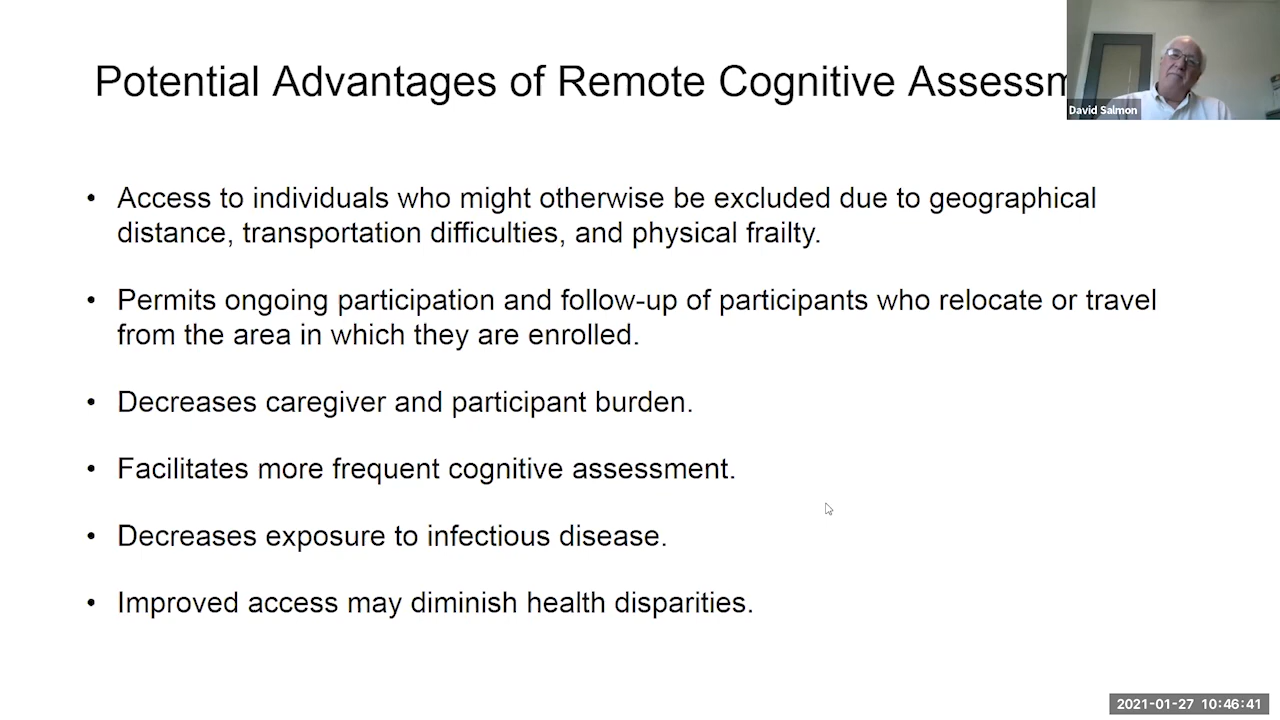 Potential Advantages of Remote Cognitive Assessm
David Salmon
• Access to individuals who might otherwise be excluded due to geographical
distance, transportation difficulties, and physical frailty.
• Permits ongoing participation and follow-up of participants who relocate or travel
from the area in which they are enrolled.
• Decreases caregiver and participant burden.
• Facilitates more frequent cognitive assessment.
• Decreases exposure to infectious disease.
• Improved access may diminish health disparities.
2021-01-27 10:46:41